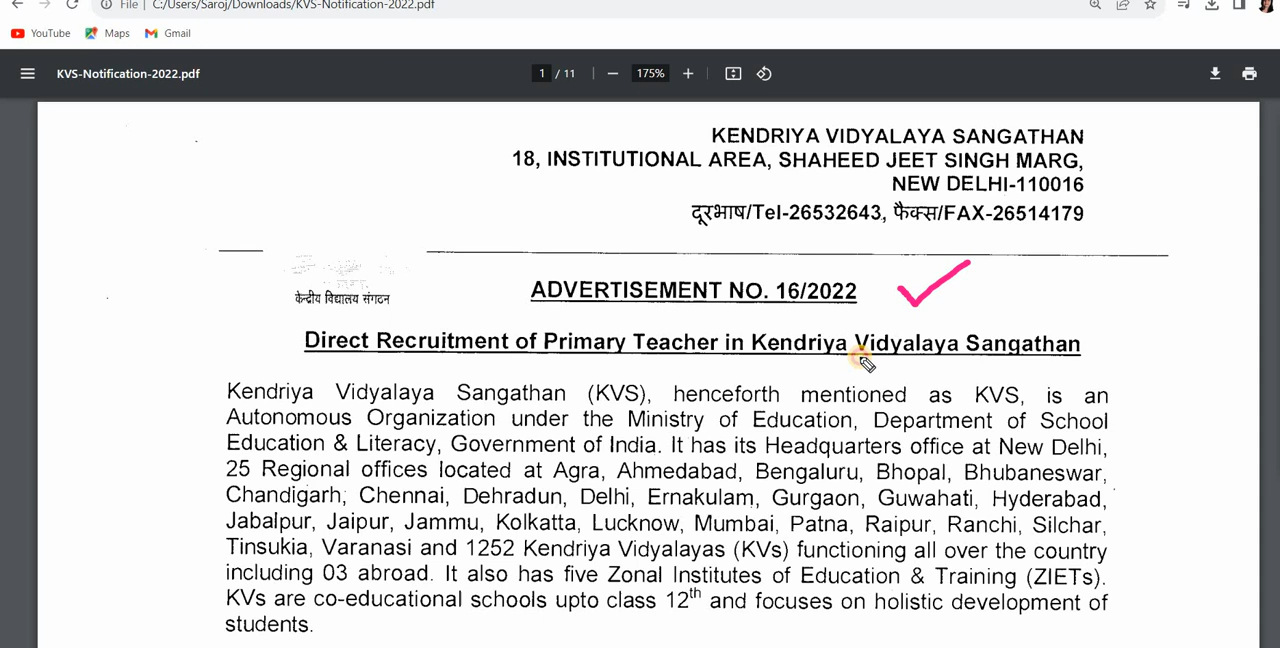 File | C:/Users/Saroj/Downloads/KVS-Notification-2022.pdf
YouTube Maps Gmail
KVS-Notification-2022.pdf 1 / 11 175%
KENDRIYA VIDYALAYA SANGATHAN
18, INSTITUTIONAL AREA, SHAHEED JEET SINGH MARG,
NEW DELHI-110016
दूरभाष/Tel-26532643, फैक्स/FAX-26514179
केन्द्रीय विद्यालय संगटन
ADVERTISEMENT NO. 16/2022
Direct Recruitment of Primary Teacher in Kendriya Vidyalaya Sangathan
Kendriya Vidyalaya Sangathan (KVS), henceforth mentioned as KVS, is an
Autonomous Organization under the Ministry of Education, Department of School
Education & Literacy, Government of India. It has its Headquarters office at New Delhi,
25 Regional offices located at Agra, Ahmedabad, Bengaluru, Bhopal, Bhubaneswar,
Chandigarh, Chennai, Dehradun, Delhi, Ernakulam, Gurgaon, Guwahati, Hyderabad,
Jabalpur, Jaipur, Jammu, Kolkatta, Lucknow, Mumbai, Patna, Raipur, Ranchi, Silchar,
Tinsukia, Varanasi and 1252 Kendriya Vidyalayas (KVs) functioning all over the country
including 03 abroad. It also has five Zonal Institutes of Education & Training (ZIETs).
KVs are co-educational schools upto class 12th and focuses on holistic development of
students.